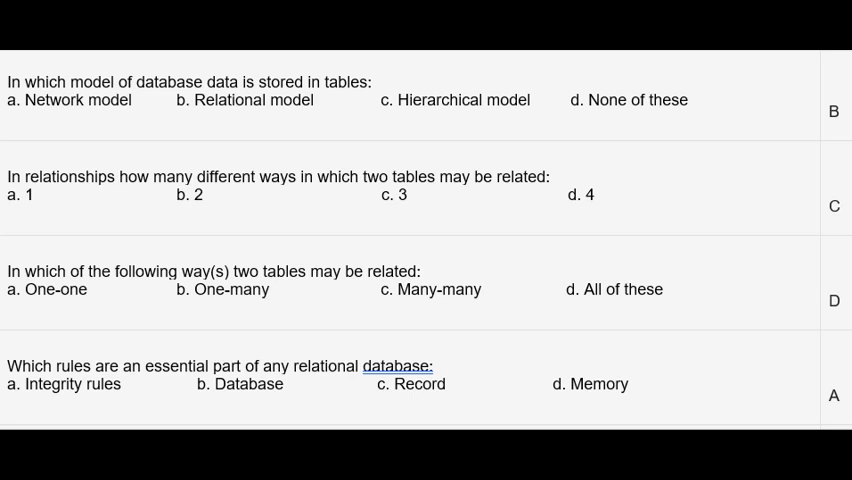 In which model of database data is stored in tables:
a. Network model b. Relational model c. Hierarchical model d. None of these
B
In relationships how many different ways in which two tables may be related:
a. 1 b. 2 c. 3 d. 4
C
In which of the following way(s) two tables may be related:
a. One-one b. One-many c. Many-many d. All of these
D
Which rules are an essential part of any relational database:
a. Integrity rules b. Database c. Record d. Memory
A